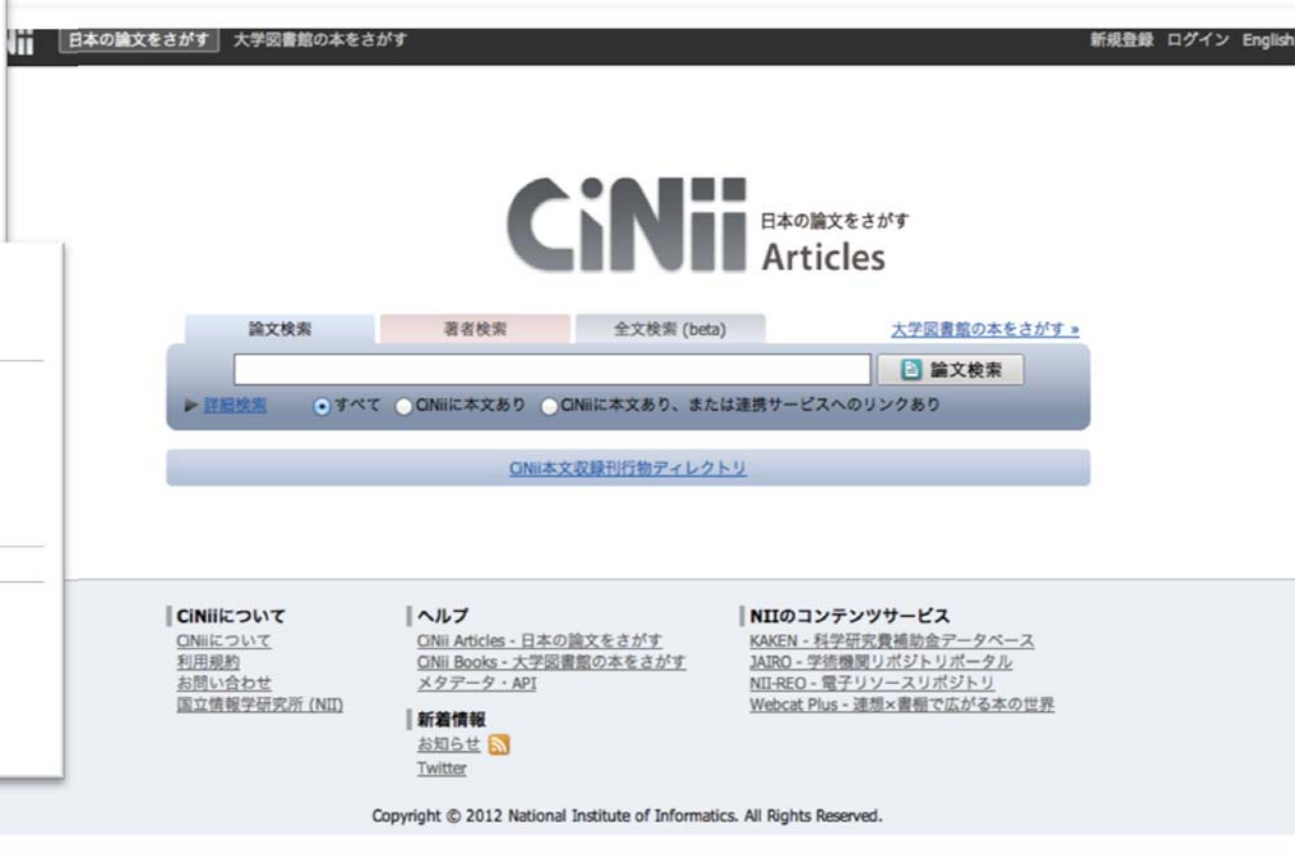 日本の論文をさがす 大学図書館の本をさがす 新規登録 ログイン English
CiNii 日本の論文をさがす
Articles
論文検索 著者検索 全文検索 (beta) 大学図書館の本をさがす »
論文検索
詳細検索 すべて CiNiiに本文あり CiNiiに本文あり、または連携サービスへのリンクあり
CiNii本文収録刊行物ディレクトリ
CiNiiについて
CiNiiについて
利用規約
お問い合わせ
国立情報学研究所 (NII)
ヘルプ
CiNii Articles - 日本の論文をさがす
CiNii Books - 大学図書館の本をさがす
メタデータ・API
新着情報
お知らせ
Twitter
NIIのコンテンツサービス
KAKEN - 科学研究費補助金データベース
JAIRO - 学術機関リポジトリポータル
NII-REO - 電子リソースリポジトリ
Webcat Plus - 連想×書棚で広がる本の世界
Copyright © 2012 National Institute of Informatics. All Rights Reserved.